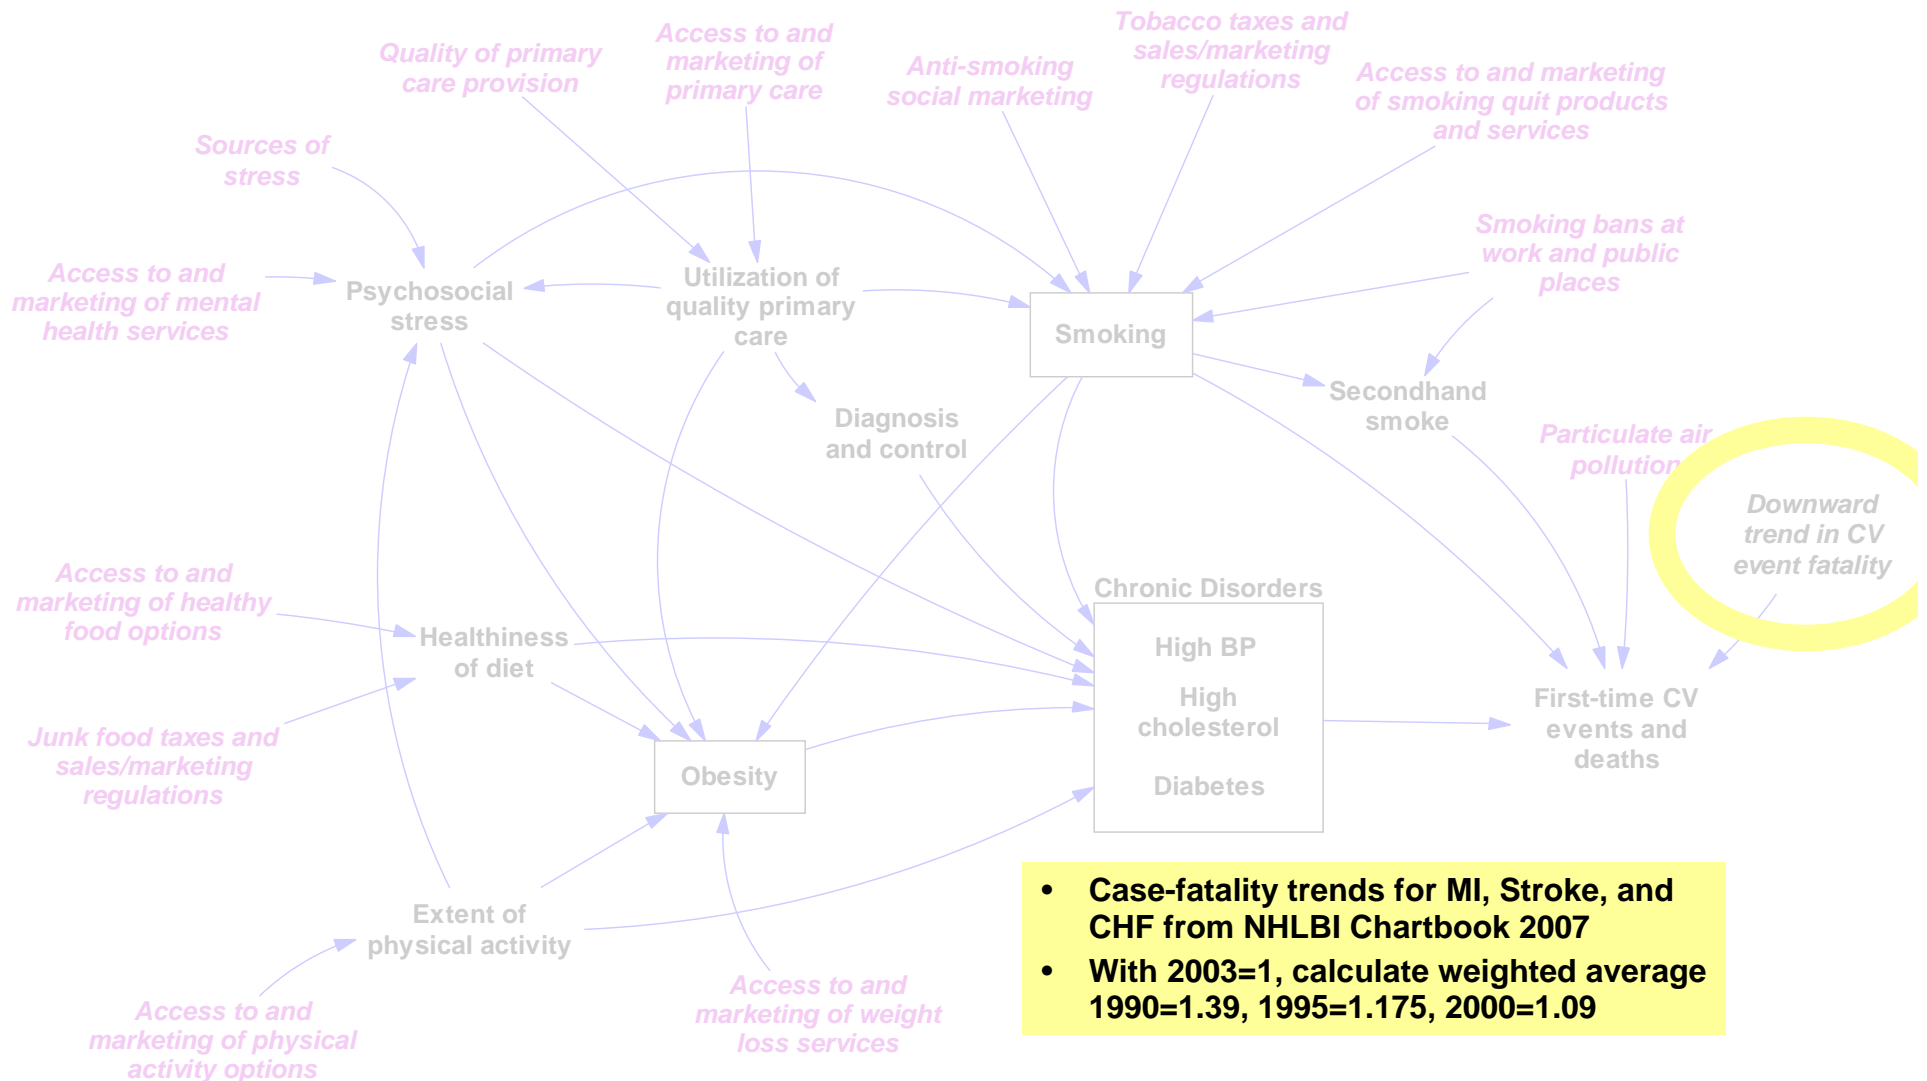 Tobacco taxes and
sales/marketing
regulations
Access to and
marketing of
primary care
Quality of primary
care provision
Anti-smoking
social marketing
Access to and marketing
of smoking quit products
and services
Sources of
stress
Smoking bans at
work and public
places
Access to and
marketing of mental
health services
Psychosocial
stress
Utilization of
quality primary
care
Smoking
Secondhand
smoke
Diagnosis
and control
Particulate air
pollution
Downward
trend in CV
event fatality
Access to and
marketing of healthy
food options
Healthiness
of diet
Chronic Disorders
High BP
High
cholesterol
Diabetes
First-time CV
events and
deaths
Junk food taxes and
sales/marketing
regulations
Obesity
Extent of
physical activity
Access to and
marketing of physical
activity options
Access to and
marketing of weight
loss services
• Case-fatality trends for MI, Stroke, and
CHF from NHLBI Chartbook 2007
• With 2003=1, calculate weighted average
1990=1.39, 1995=1.175, 2000=1.09